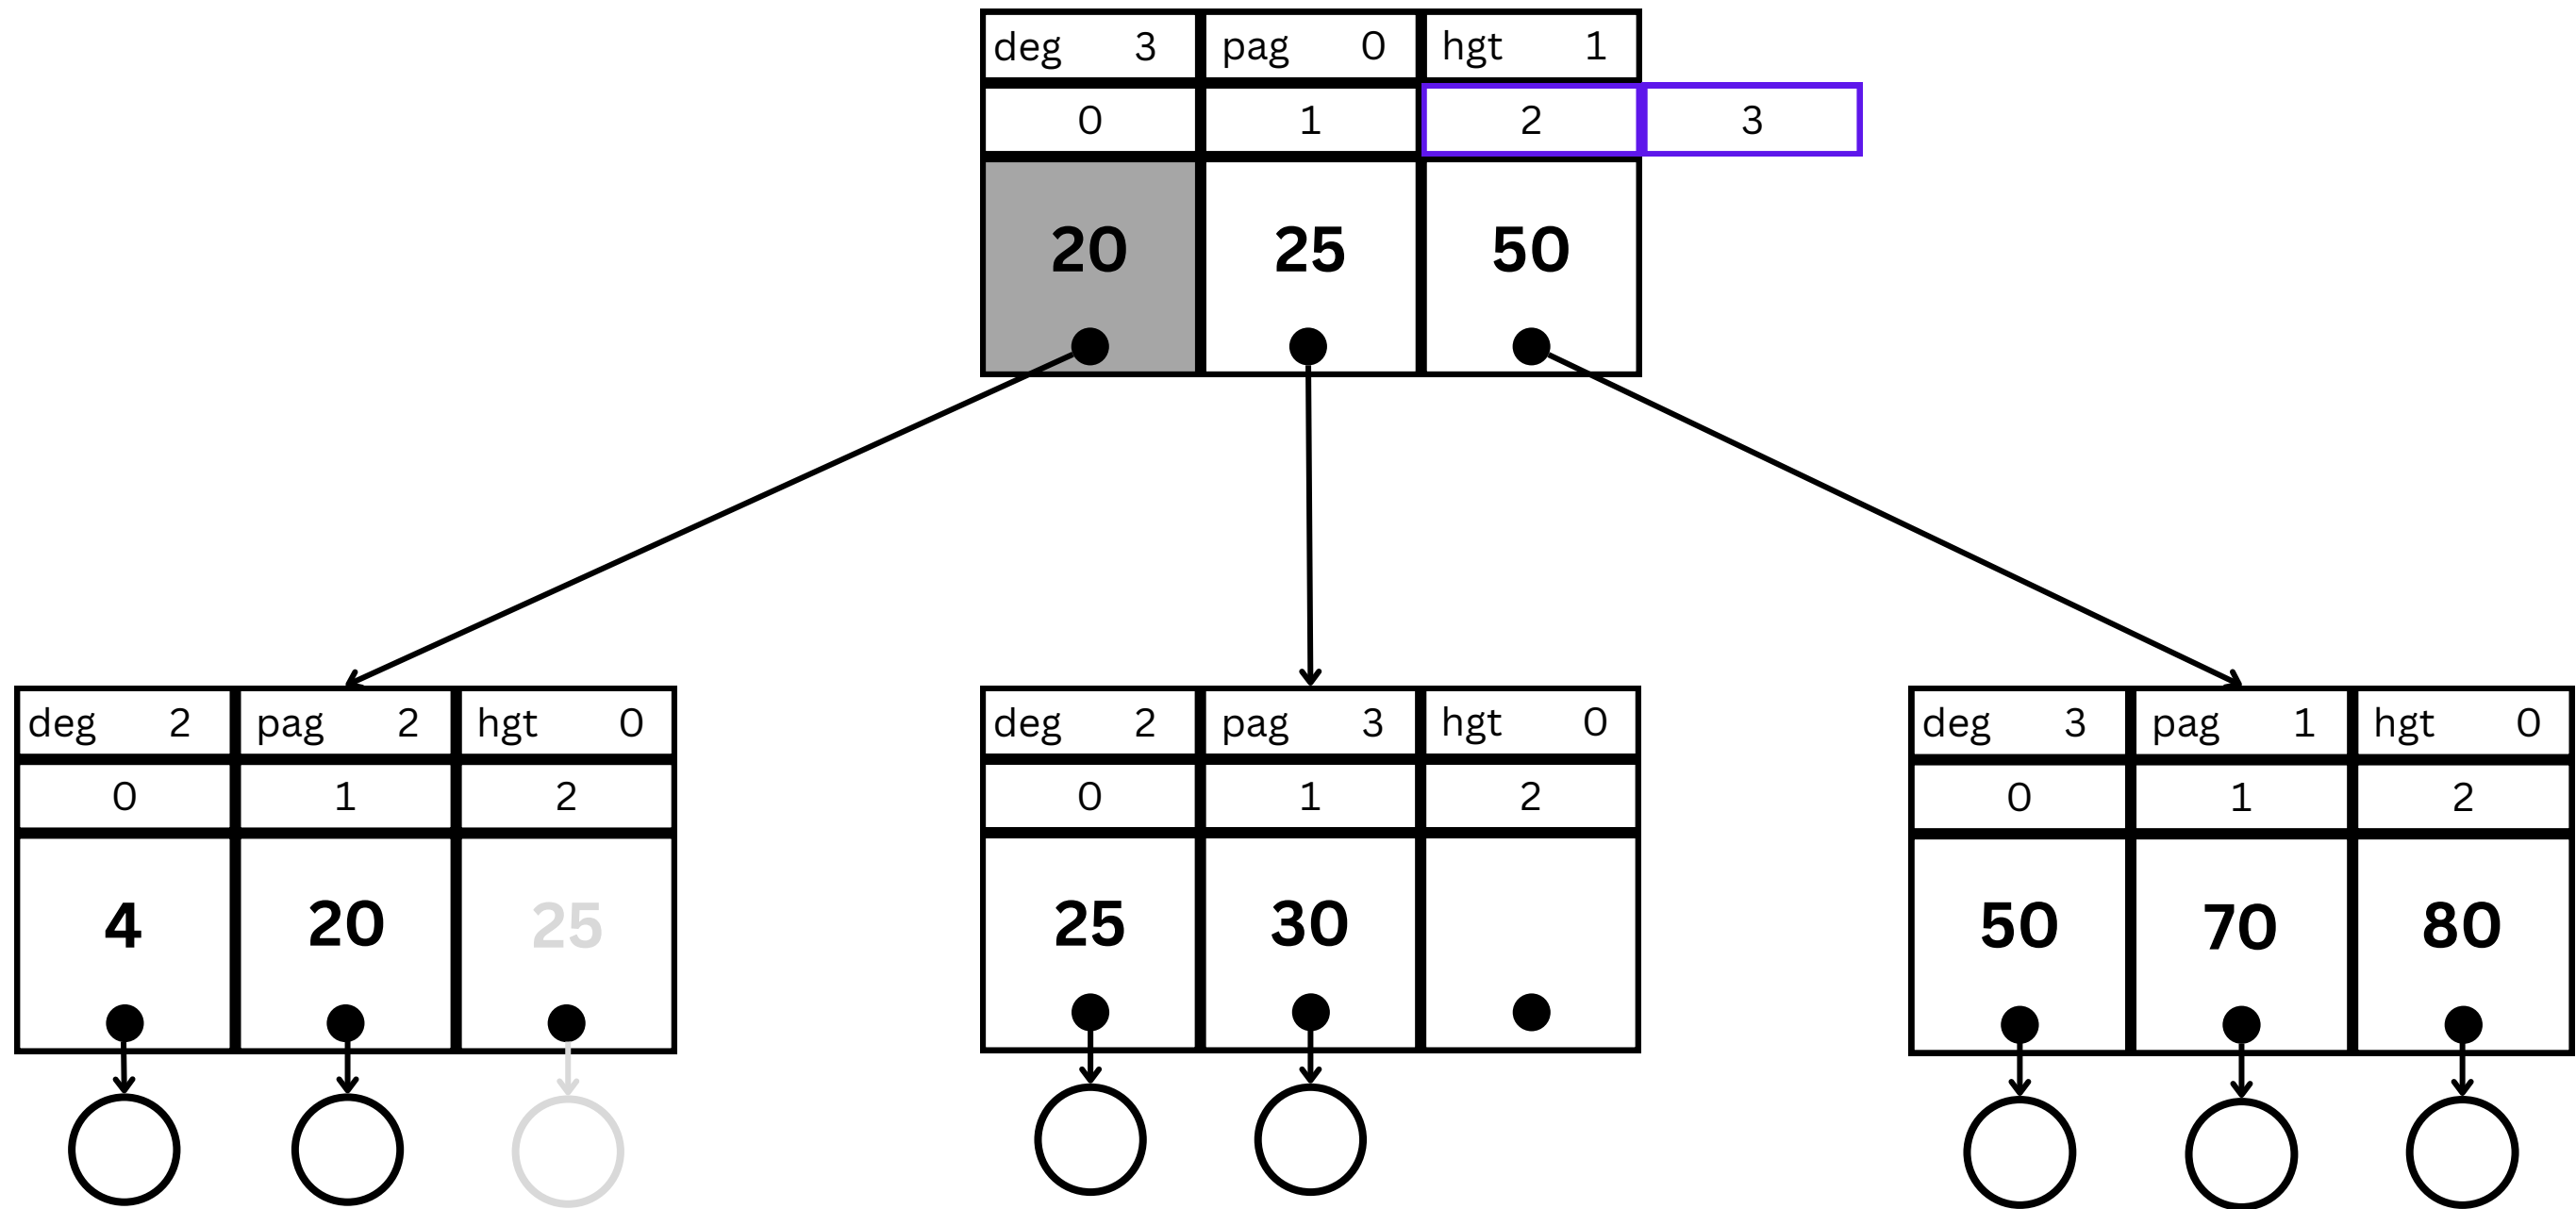 deg 3 pag 0 hgt 1
0 1 2 3
20 25 50
deg 2 pag 2 hgt 0
0 1 2
4 20 25
deg 2 pag 3 hgt 0
0 1 2
25 30
deg 3 pag 1 hgt 0
0 1 2
50 70 80